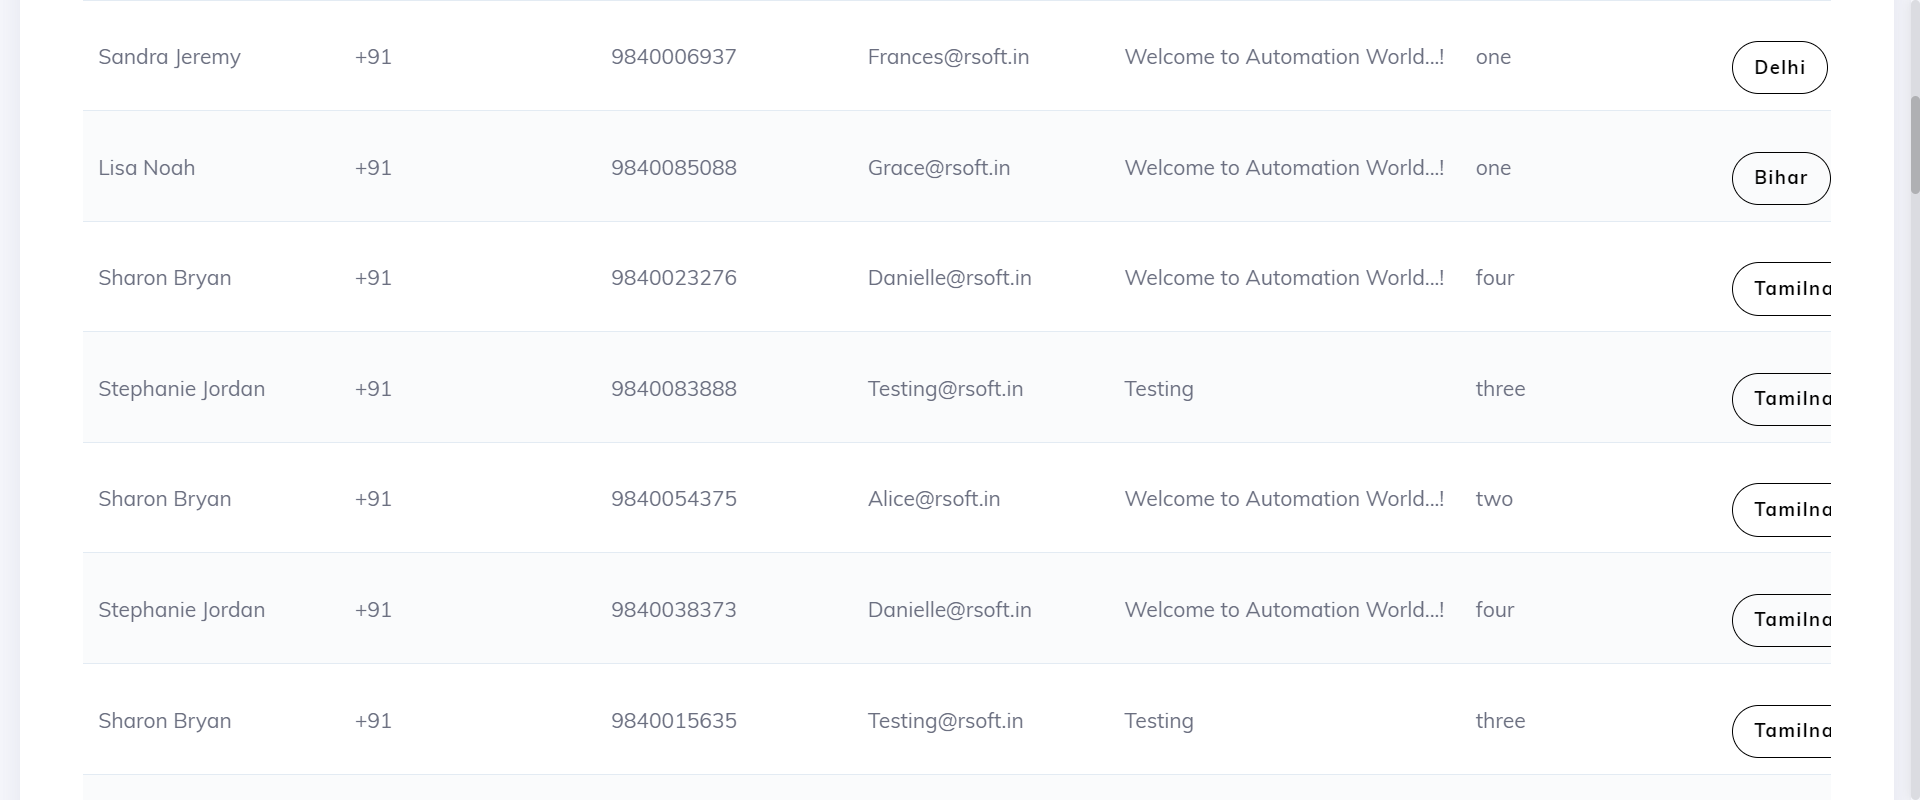 Sandra Jeremy +91 9840006937 Frances@rsoft.in Welcome to Automation World...! one Delhi
Lisa Noah +91 9840085088 Grace@rsoft.in Welcome to Automation World...! one Bihar
Sharon Bryan +91 9840023276 Danielle@rsoft.in Welcome to Automation World...! four Tamilna
Stephanie Jordan +91 9840083888 Testing@rsoft.in Testing three Tamilna
Sharon Bryan +91 9840054375 Alice@rsoft.in Welcome to Automation World...! two Tamilna
Stephanie Jordan +91 9840038373 Danielle@rsoft.in Welcome to Automation World...! four Tamilna
Sharon Bryan +91 9840015635 Testing@rsoft.in Testing three Tamilna